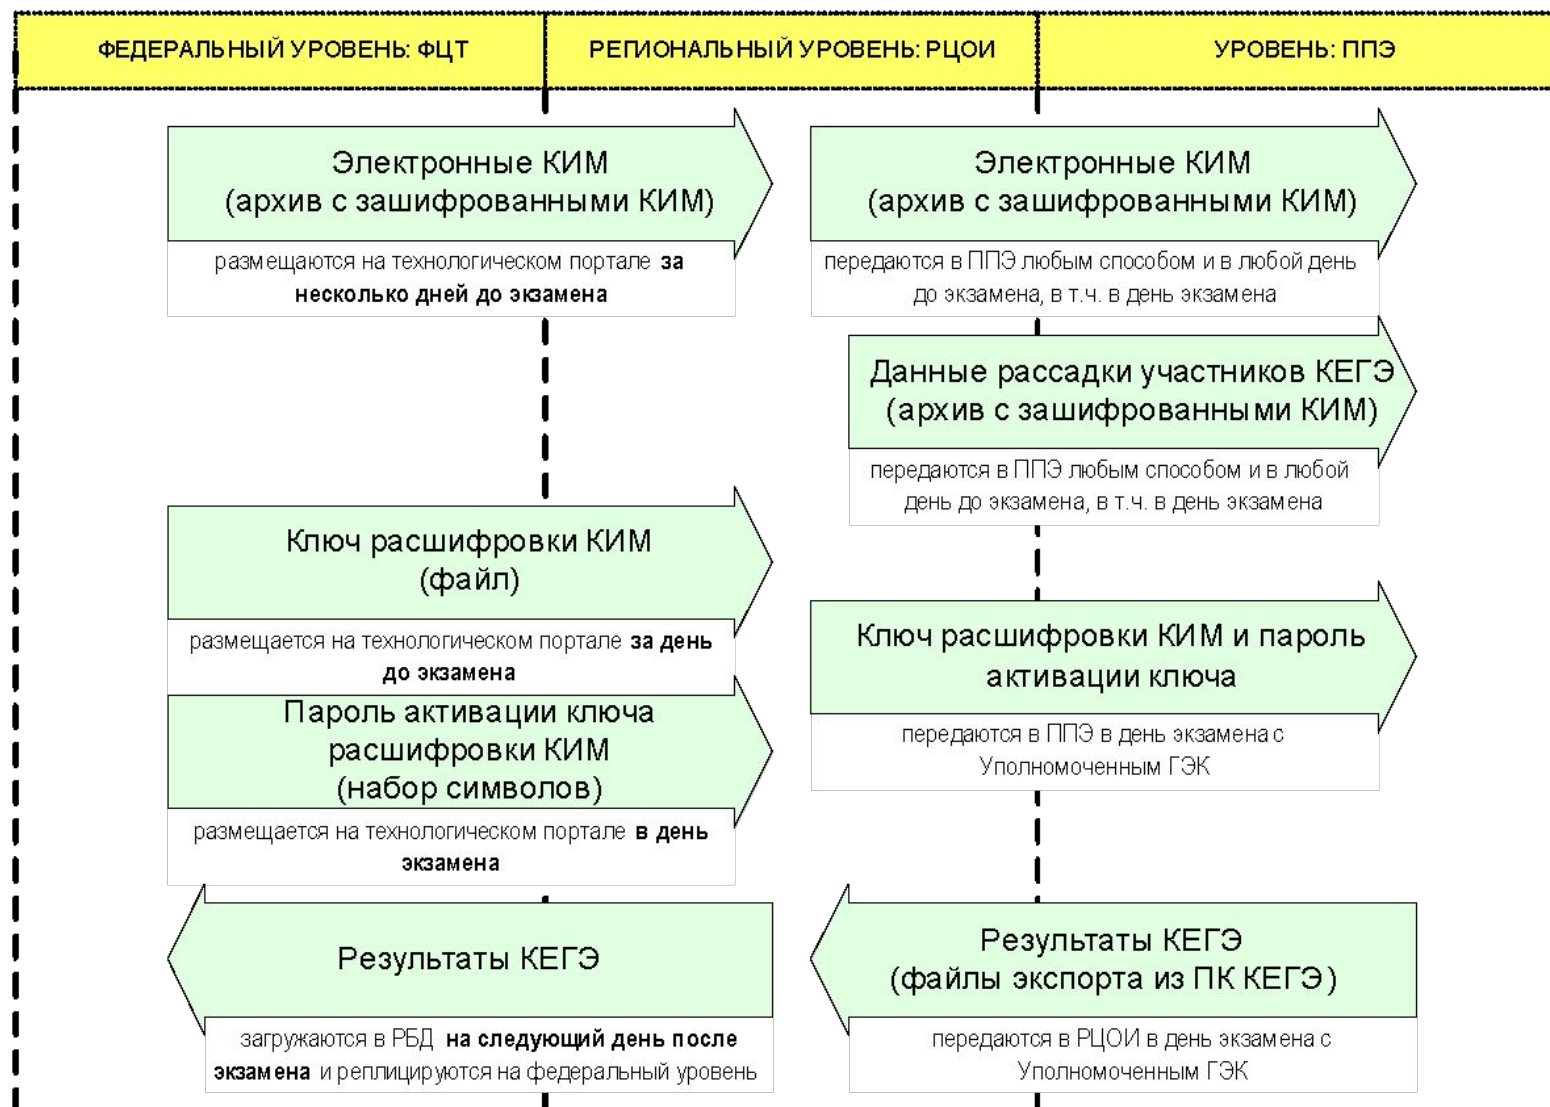 ФЕДЕРАЛЬНЫЙ УРОВЕНЬ: ФЦТ
РЕГИОНАЛЬНЫЙ УРОВЕНЬ: РЦОИ
УРОВЕНЬ: ППЭ
Электронные КИМ
(архив с зашифрованными КИМ)
размещаются на технологическом портале за
несколько дней до экзамена
Электронные КИМ
(архив с зашифрованными КИМ)
передаются в ППЭ любым способом и в любой день
до экзамена, в т.ч. в день экзамена
Данные рассадки участников КЕГЭ
(архив с зашифрованными КИМ)
передаются в ППЭ любым способом и в любой
день до экзамена, в т.ч. в день экзамена
Ключ расшифровки КИМ
(файл)
размещается на технологическом портале за день
до экзамена
Ключ расшифровки КИМ и пароль
активации ключа
передаются в ППЭ в день экзамена с
Уполномоченным ГЭК
Пароль активации ключа
расшифровки КИМ
(набор символов)
размещается на технологическом портале в день
экзамена
Результаты КЕГЭ
загружаются в РБД на следующий день после
экзамена и реплицируются на федеральный уровень
Результаты КЕГЭ
(файлы экспорта из ПК КЕГЭ)
передаются в РЦОИ в день экзамена с
Уполномоченным ГЭК